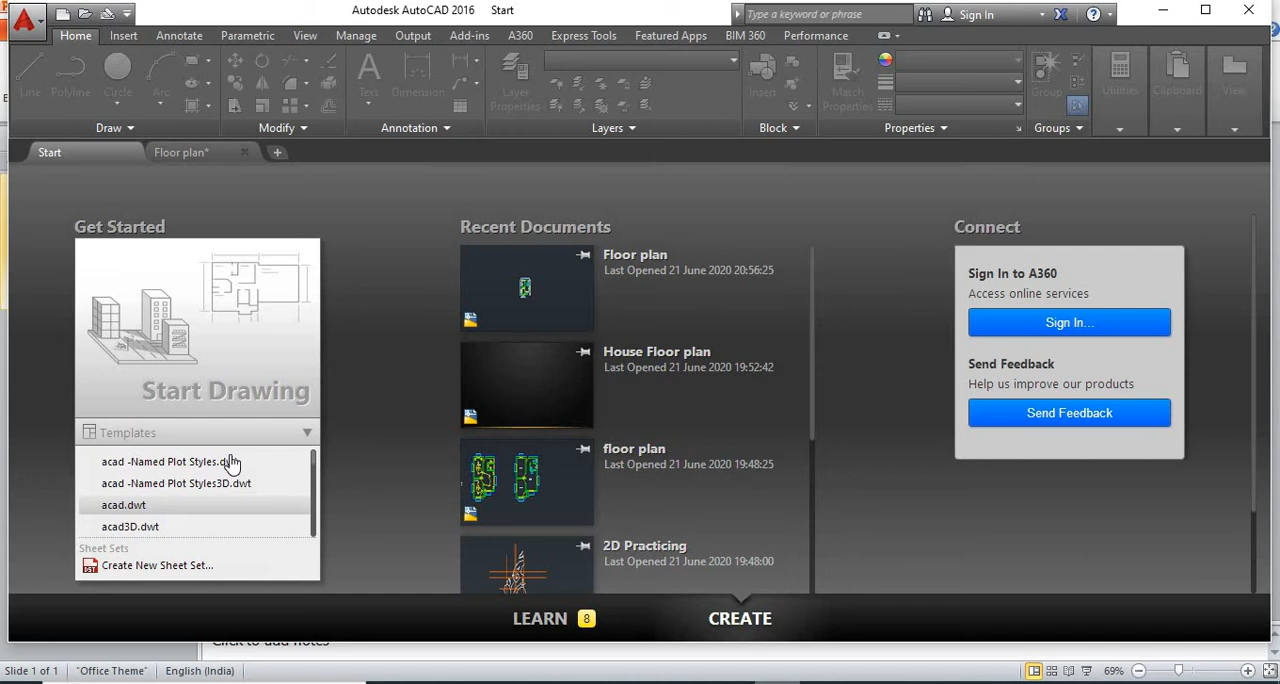 Autodesk AutoCAD 2016 Start
Type a keyword or phrase
Sign In
Home Insert Annotate Parametric View Manage Output Add-ins A360 Express Tools Featured Apps BIM 360 Performance
Line Polyline Circle Arc
Text Dimension
Layer Properties
Insert
Match Properties
Group
Utilities
Clipboard
View
Draw Modify Annotation Layers Block Properties Groups
Start Floor plan*
Get Started
Start Drawing
Templates
acad -Named Plot Styles.dwt
acad -Named Plot Styles3D.dwt
acad.dwt
acad3D.dwt
Sheet Sets
DST
Create New Sheet Set...
Recent Documents
Floor plan
Last Opened 21 June 2020 20:56:25
House Floor plan
Last Opened 21 June 2020 19:52:42
floor plan
Last Opened 21 June 2020 19:48:25
2D Practicing
Last Opened 21 June 2020 19:48:00
Connect
Sign In to A360
Access online services
Sign In...
Send Feedback
Help us improve our products
Send Feedback
LEARN 8 CREATE
Click to add notes
Slide 1 of 1 "Office Theme" English (India) 69%